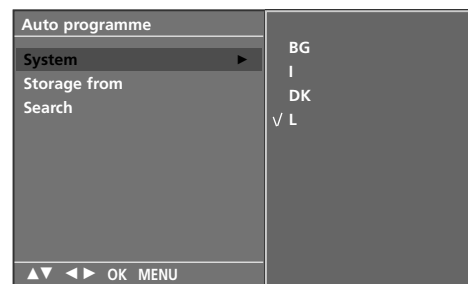 Auto programme
System ►
Storage from
Search
BG
I
DK
√ L
▲▼ ◄► OK MENU